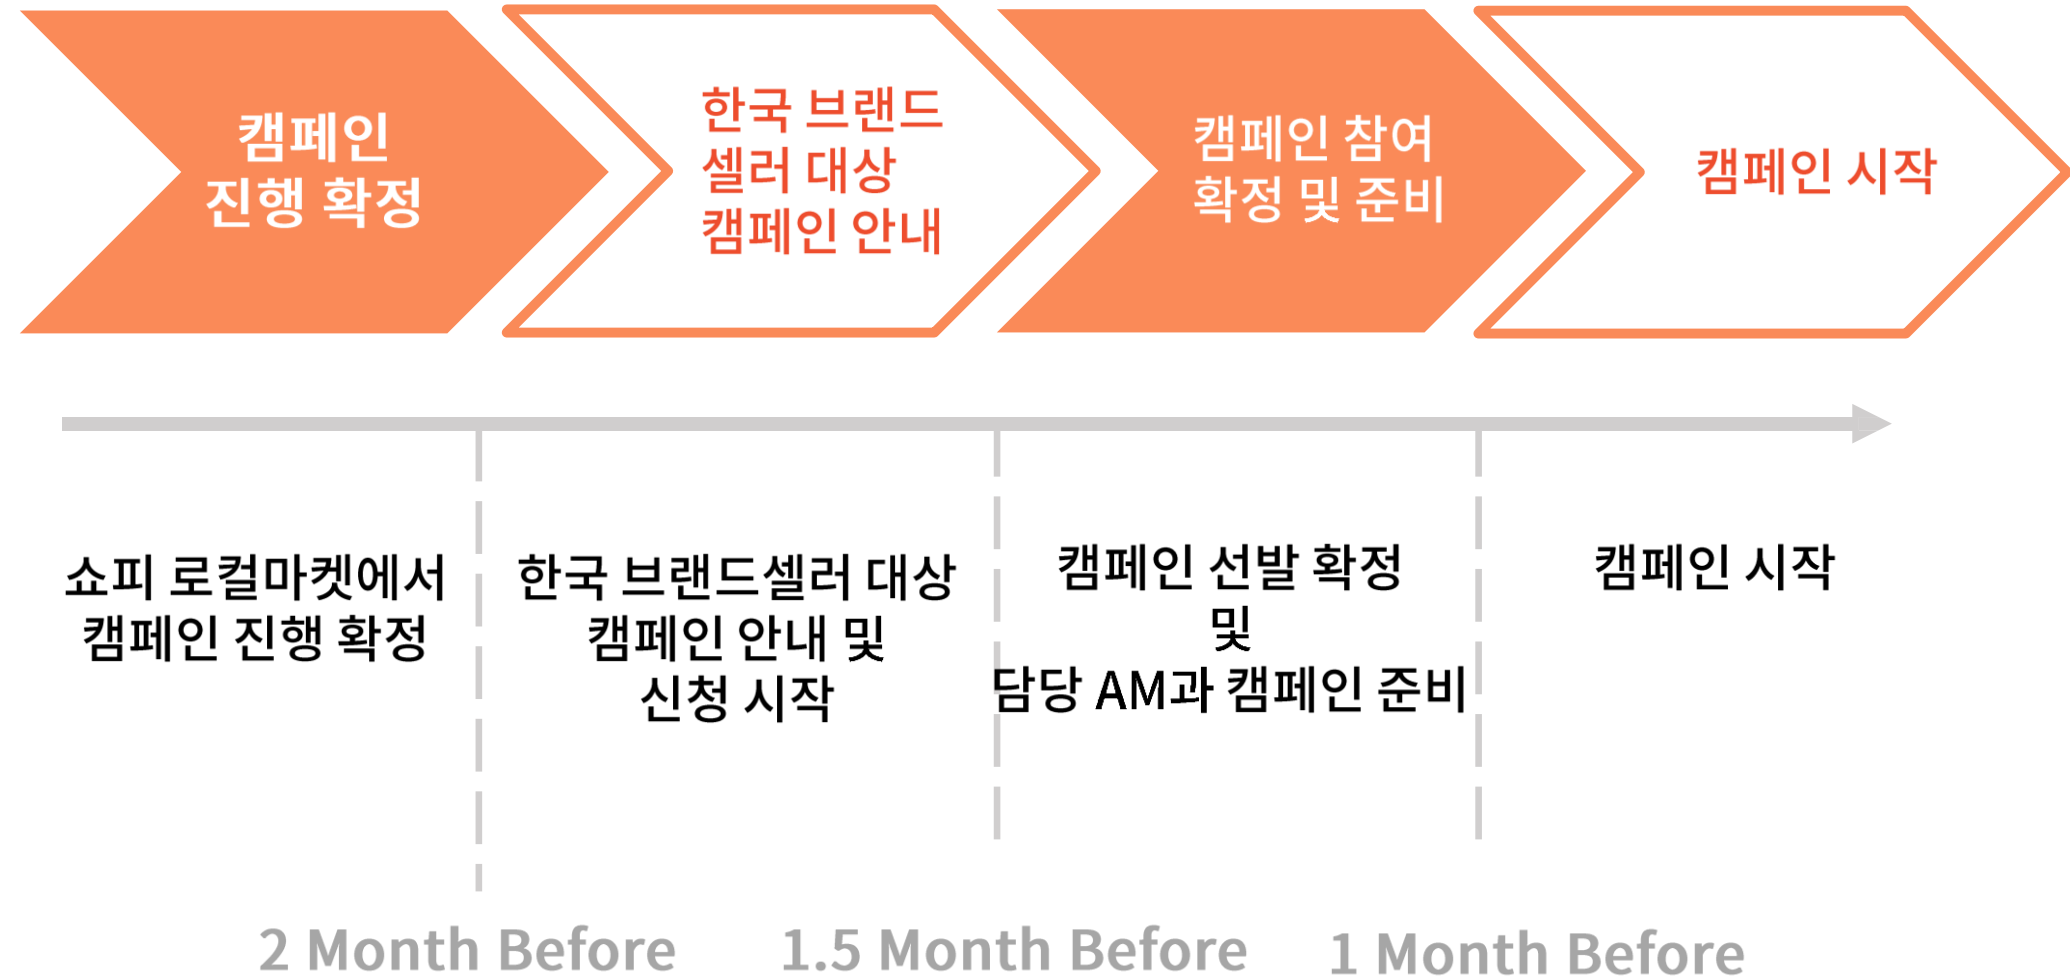 캠페인
진행 확정
한국 브랜드
셀러 대상
캠페인 안내
캠페인 참여
확정 및 준비
캠페인 시작
쇼피 로컬마켓에서
캠페인 진행 확정
한국 브랜드셀러 대상
캠페인 안내 및
신청 시작
캠페인 선발 확정
및
담당 AM과 캠페인 준비
캠페인 시작
2 Month Before
1.5 Month Before
1 Month Before